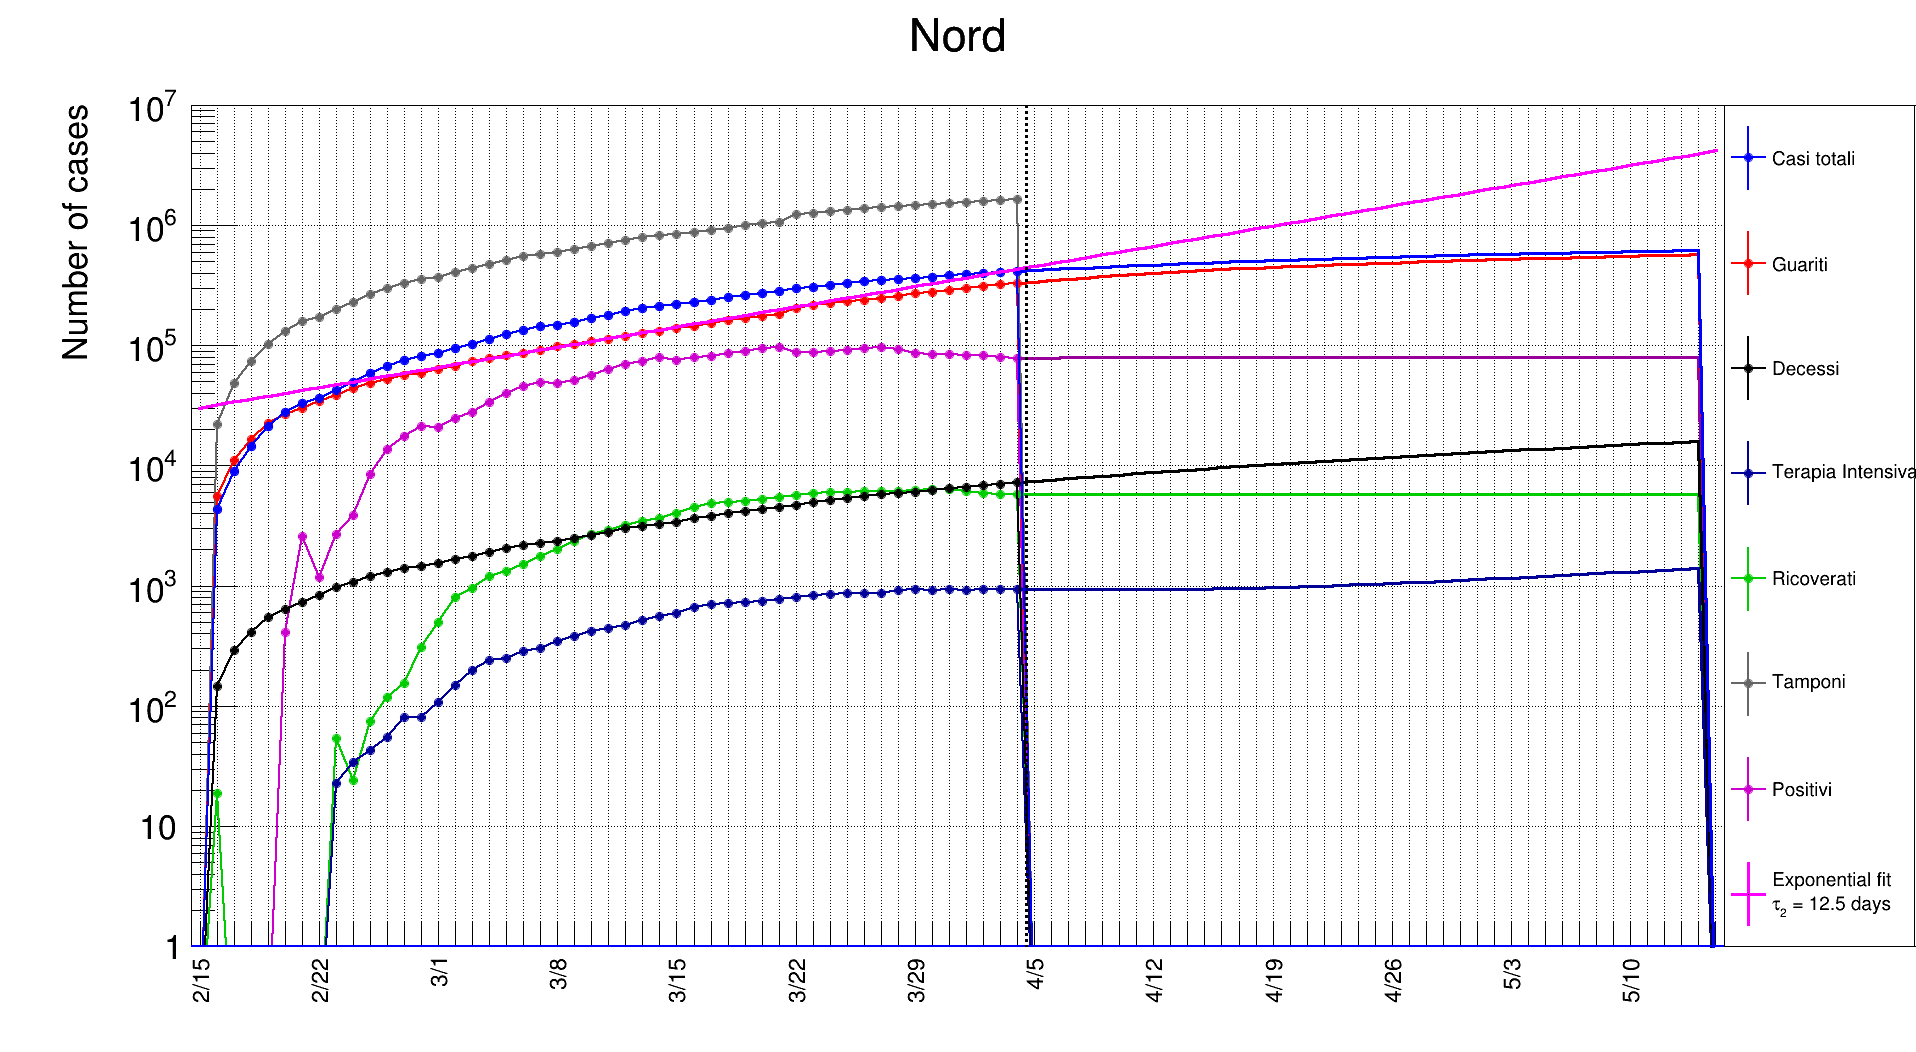 Nord
Number of cases
10^7
10^6
10^5
10^4
10^3
10^2
10
1
2/15
2/22
3/1
3/8
3/15
3/22
3/29
4/5
4/12
4/19
4/26
5/3
5/10
Casi totali
Guariti
Decessi
Terapia Intensiva
Ricoverati
Tamponi
Positivi
Exponential fit
τ₂ = 12.5 days